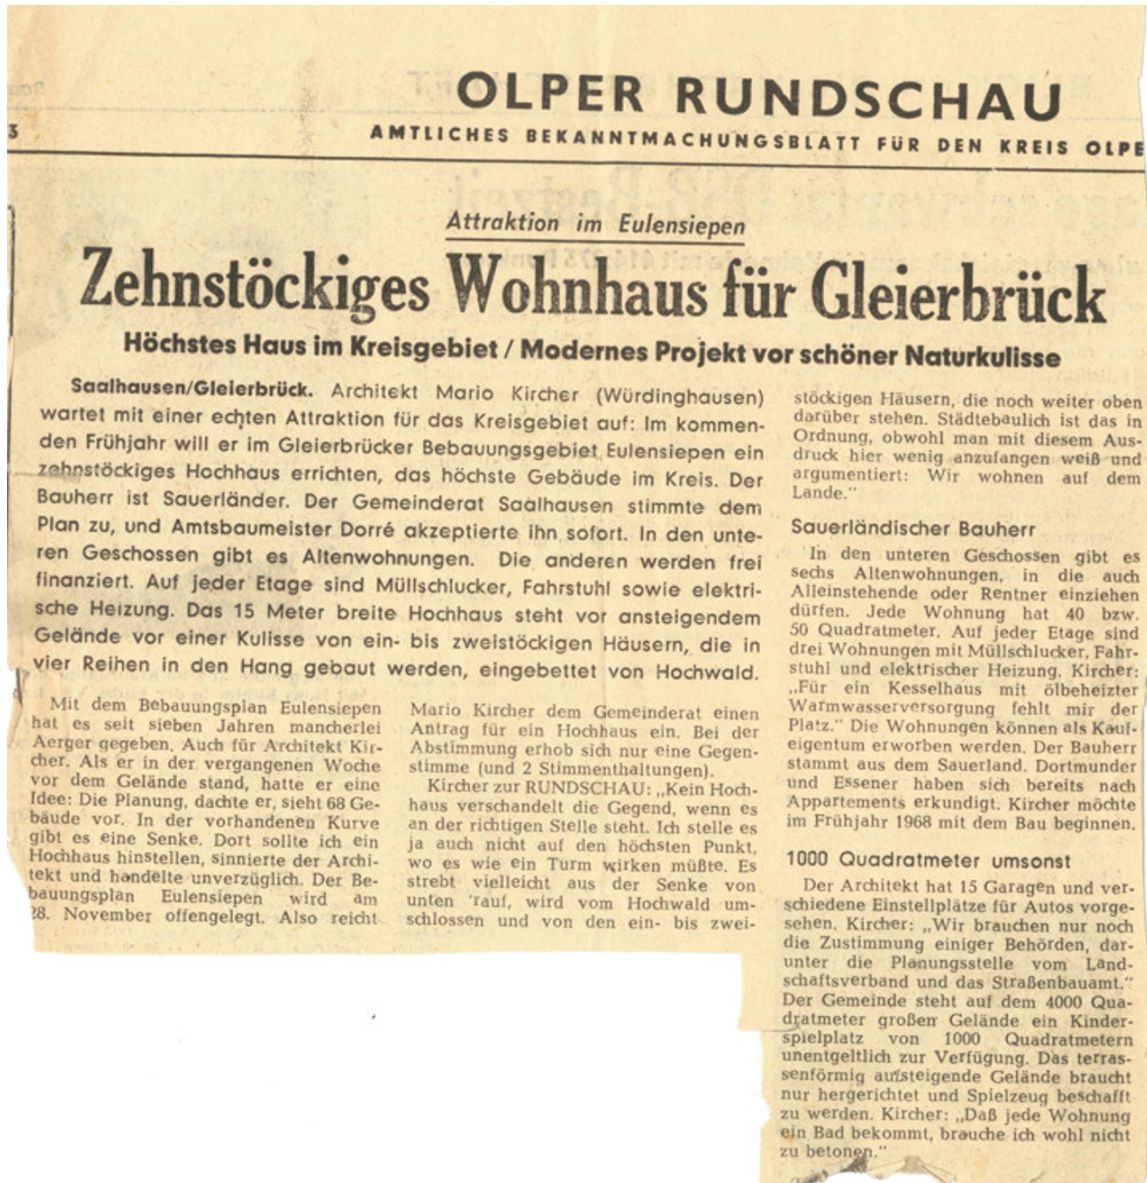 OLPER RUNDSCHAU
3
AMTLICHES BEKANNTMACHUNGSBLATT FÜR DEN KREIS OLPE
Attraktion im Eulensiepen
Zehnstöckiges Wohnhaus für Gleierbrück
Höchstes Haus im Kreisgebiet / Modernes Projekt vor schöner Naturkulisse
Saalhausen/Gleierbrück. Architekt Mario Kircher (Würdinghausen)
wartet mit einer echten Attraktion für das Kreisgebiet auf: Im kommen-
den Frühjahr will er im Gleierbrücker Bebauungsgebiet Eulensiepen ein
zehnstöckiges Hochhaus errichten, das höchste Gebäude im Kreis. Der
Bauherr ist Sauerländer. Der Gemeinderat Saalhausen stimmte dem
Plan zu, und Amtsbaumeister Dorré akzeptierte ihn sofort. In den unte-
ren Geschossen gibt es Altenwohnungen. Die anderen werden frei
finanziert. Auf jeder Etage sind Müllschlucker, Fahrstuhl sowie elektri-
sche Heizung. Das 15 Meter breite Hochhaus steht vor ansteigendem
Gelände vor einer Kulisse von ein- bis zweistöckigen Häusern, die in
vier Reihen in den Hang gebaut werden, eingebettet von Hochwald.
Mit dem Bebauungsplan Eulensiepen
hat es seit sieben Jahren mancherlei
Aerger gegeben. Auch für Architekt Kir-
cher. Als er in der vergangenen Woche
vor dem Gelände stand, hatte er eine
Idee: Die Planung, dachte er, sieht 68 Ge-
bäude vor. In der vorhandenen Kurve
gibt es eine Senke. Dort sollte ich ein
Hochhaus hinstellen, sinnierte der Archi-
tekt und handelte unverzüglich. Der Be-
bauungsplan Eulensiepen wird am
28. November offengelegt. Also reicht
Mario Kircher dem Gemeinderat einen
Antrag für ein Hochhaus ein. Bei der
Abstimmung erhob sich nur eine Gegen-
stimme (und 2 Stimmenthaltungen).
Kircher zur RUNDSCHAU: „Kein Hoch-
haus verschandelt die Gegend, wenn es
an der richtigen Stelle steht. Ich stelle es
ja auch nicht auf den höchsten Punkt,
wo es wie ein Turm wirken müßte. Es
strebt vielleicht aus der Senke von
unten 'rauf, wird vom Hochwald um-
schlossen und von den ein- bis zwei-
stöckigen Häusern, die noch weiter oben
darüber stehen. Städtebaulich ist das in
Ordnung, obwohl man mit diesem Aus-
druck hier wenig anzufangen weiß und
argumentiert: Wir wohnen auf dem
Lande."
Sauerländischer Bauherr
In den unteren Geschossen gibt es
sechs Altenwohnungen, in die auch
Alleinstehende oder Rentner einziehen
dürfen. Jede Wohnung hat 40 bzw.
50 Quadratmeter. Auf jeder Etage sind
drei Wohnungen mit Müllschlucker, Fahr-
stuhl und elektrischer Heizung. Kircher:
„Für ein Kesselhaus mit ölbeheizter
Warmwasserversorgung fehlt mir der
Platz." Die Wohnungen können als Kauf-
eigentum erworben werden. Der Bauherr
stammt aus dem Sauerland. Dortmunder
und Essener haben sich bereits nach
Appartements erkundigt. Kircher möchte
im Frühjahr 1968 mit dem Bau beginnen.
1000 Quadratmeter umsonst
Der Architekt hat 15 Garagen und ver-
schiedene Einstellplätze für Autos vorge-
sehen. Kircher: „Wir brauchen nur noch
die Zustimmung einiger Behörden, dar-
unter die Planungsstelle vom Land-
schaftsverband und das Straßenbauamt."
Der Gemeinde steht auf dem 4000 Qua-
dratmeter großen Gelände ein Kinder-
spielplatz von 1000 Quadratmetern
unentgeltlich zur Verfügung. Das terras-
senförmig aufsteigende Gelände braucht
nur hergerichtet und Spielzeug beschafft
zu werden. Kircher: „Daß jede Wohnung
ein Bad bekommt, brauche ich wohl nicht
zu betonen."